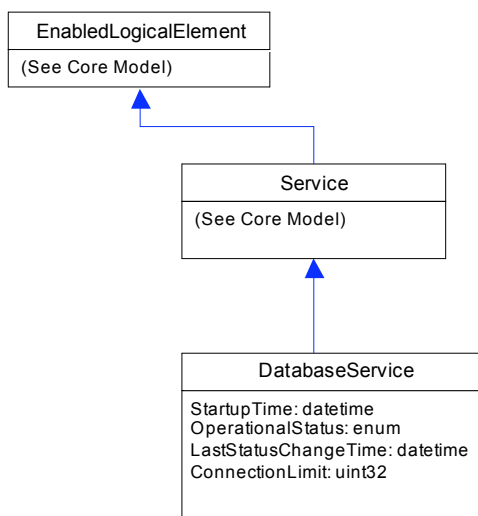 EnabledLogicalElement
(See Core Model)
Service
(See Core Model)
DatabaseService
StartupTime: datetime
OperationalStatus: enum
LastStatusChangeTime: datetime
ConnectionLimit: uint32